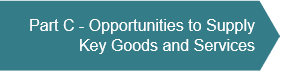 Part C - Opportunities to Supply
Key Goods and Services